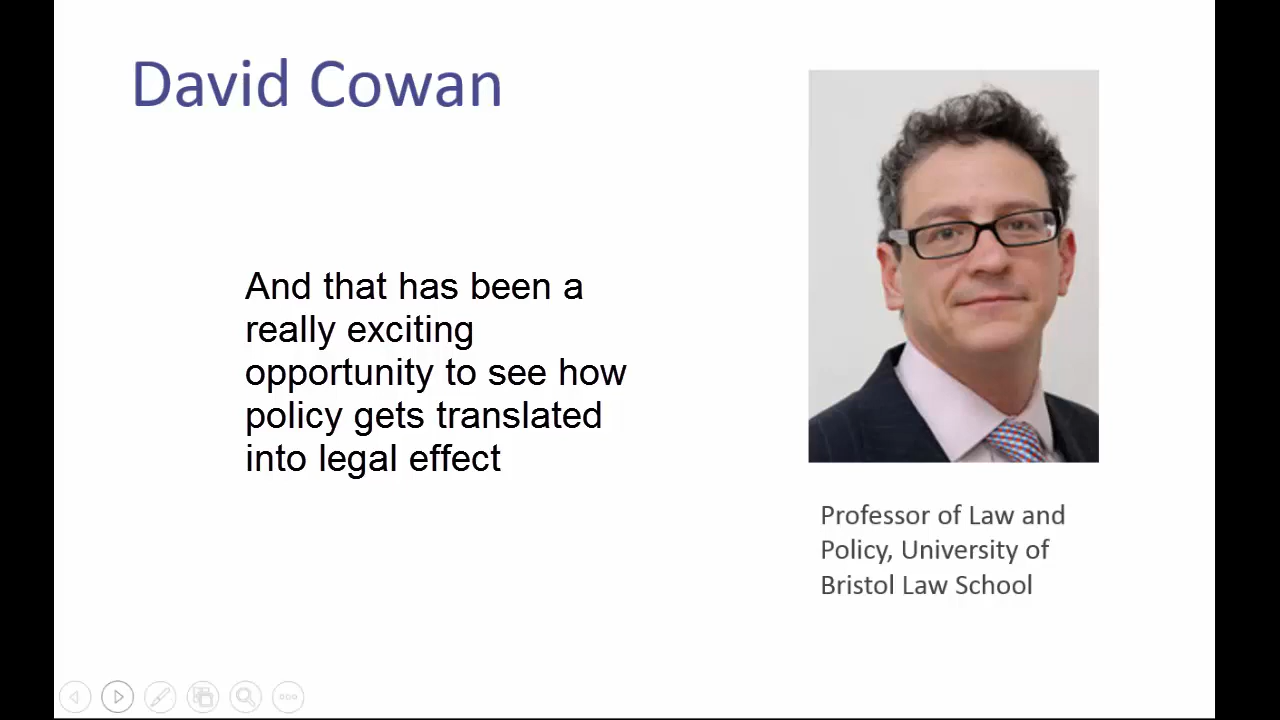 David Cowan
And that has been a
really exciting
opportunity to see how
policy gets translated
into legal effect
Professor of Law and
Policy, University of
Bristol Law School